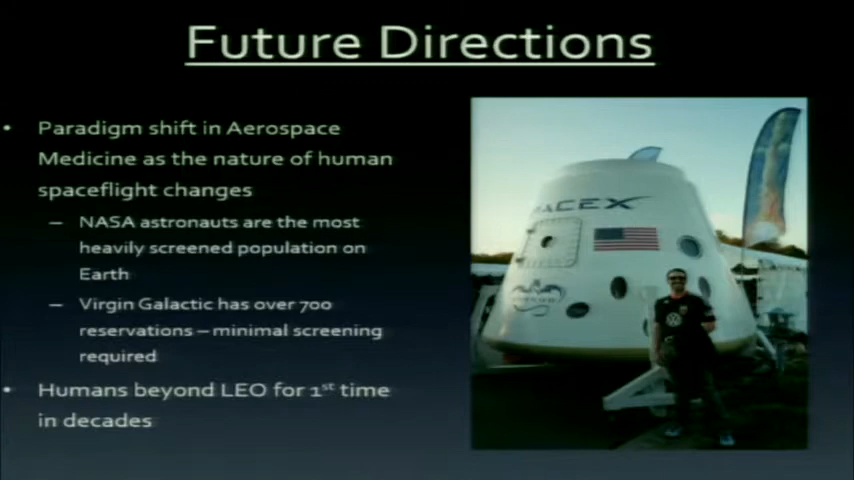 Future Directions
• Paradigm shift in Aerospace
Medicine as the nature of human
spaceflight changes
– NASA astronauts are the most
heavily screened population on
Earth
– Virgin Galactic has over 700
reservations – minimal screening
required
• Humans beyond LEO for 1st time
in decades
SPACEX
DRAGON